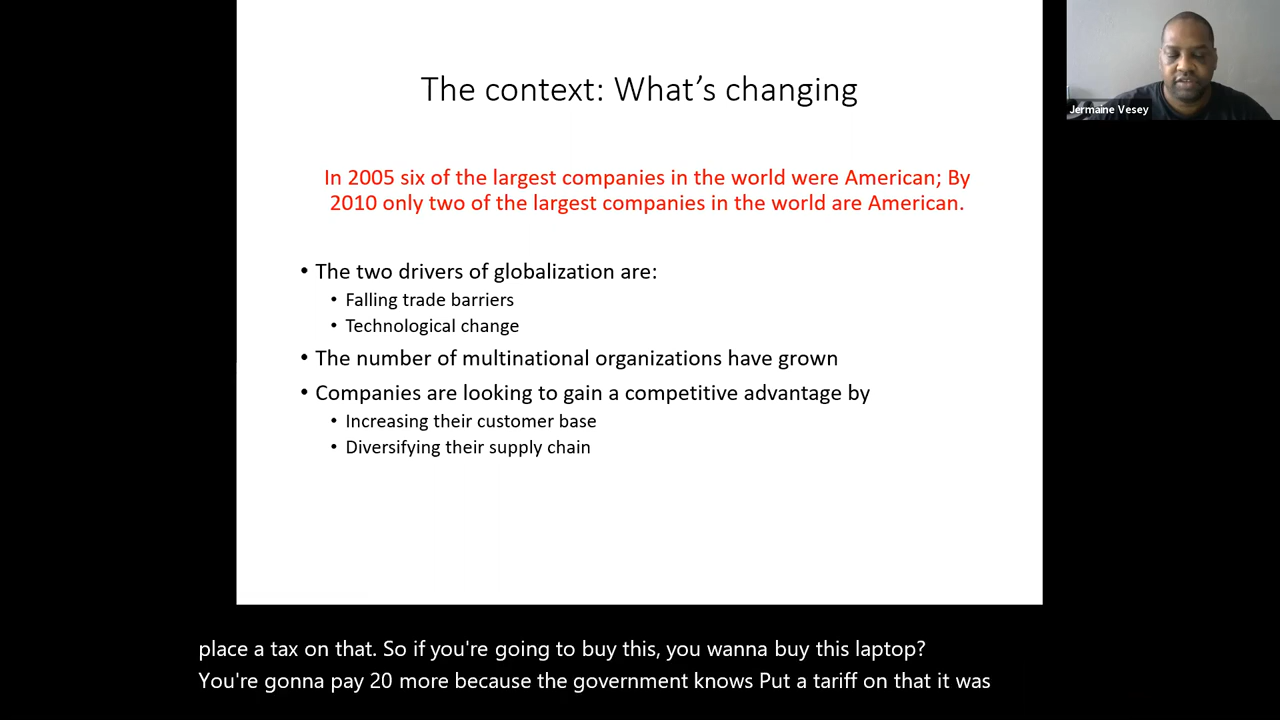 The context: What's changing
Jermaine Vesey
In 2005 six of the largest companies in the world were American; By
2010 only two of the largest companies in the world are American.
• The two drivers of globalization are:
• Falling trade barriers
• Technological change
• The number of multinational organizations have grown
• Companies are looking to gain a competitive advantage by
• Increasing their customer base
• Diversifying their supply chain
place a tax on that. So if you're going to buy this, you wanna buy this laptop?
You're gonna pay 20 more because the government knows Put a tariff on that it was